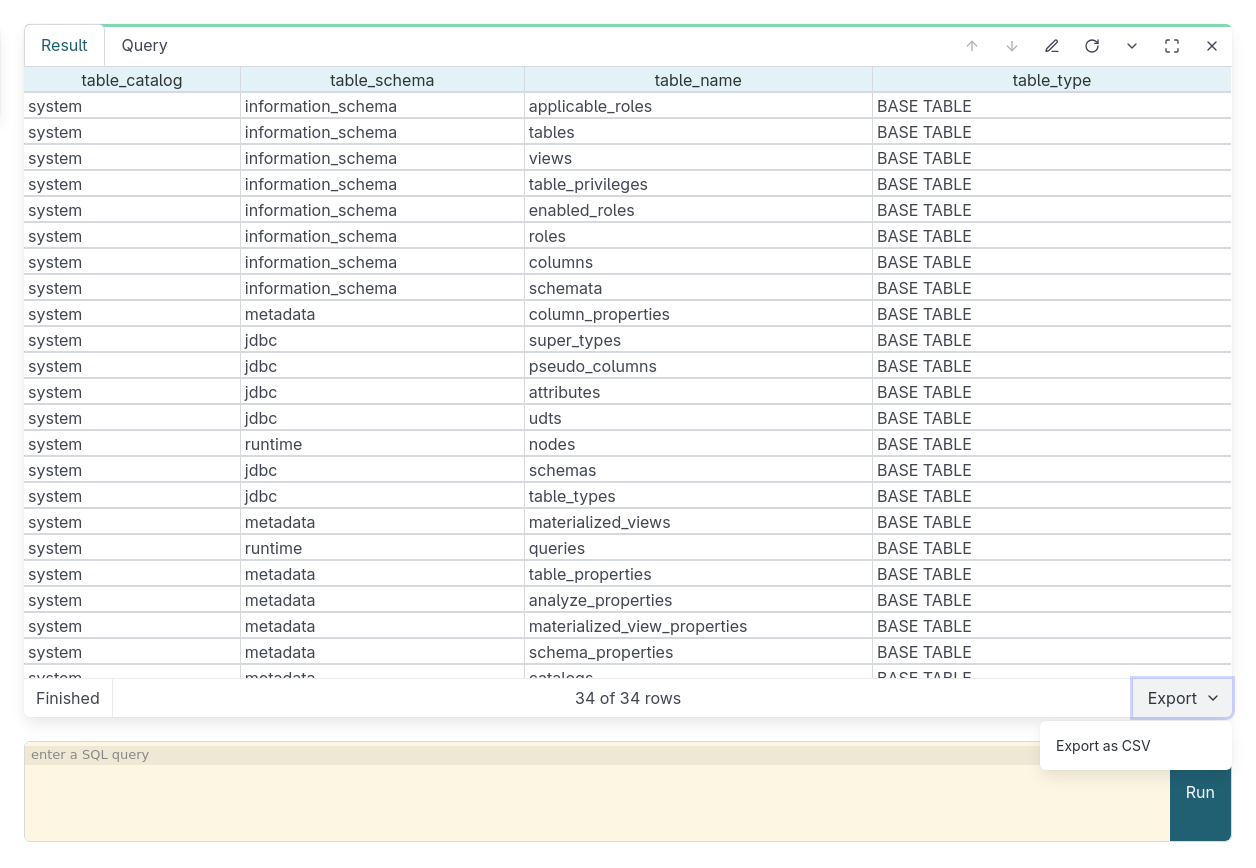 Result Query
table_catalog table_schema table_name table_type
system information_schema applicable_roles BASE TABLE
system information_schema tables BASE TABLE
system information_schema views BASE TABLE
system information_schema table_privileges BASE TABLE
system information_schema enabled_roles BASE TABLE
system information_schema roles BASE TABLE
system information_schema columns BASE TABLE
system information_schema schemata BASE TABLE
system metadata column_properties BASE TABLE
system jdbc super_types BASE TABLE
system jdbc pseudo_columns BASE TABLE
system jdbc attributes BASE TABLE
system jdbc udts BASE TABLE
system runtime nodes BASE TABLE
system jdbc schemas BASE TABLE
system jdbc table_types BASE TABLE
system metadata materialized_views BASE TABLE
system runtime queries BASE TABLE
system metadata table_properties BASE TABLE
system metadata analyze_properties BASE TABLE
system metadata materialized_view_properties BASE TABLE
system metadata schema_properties BASE TABLE
system metadata catalogs BASE TABLE
Finished 34 of 34 rows Export
Export as CSV
enter a SQL query
Run